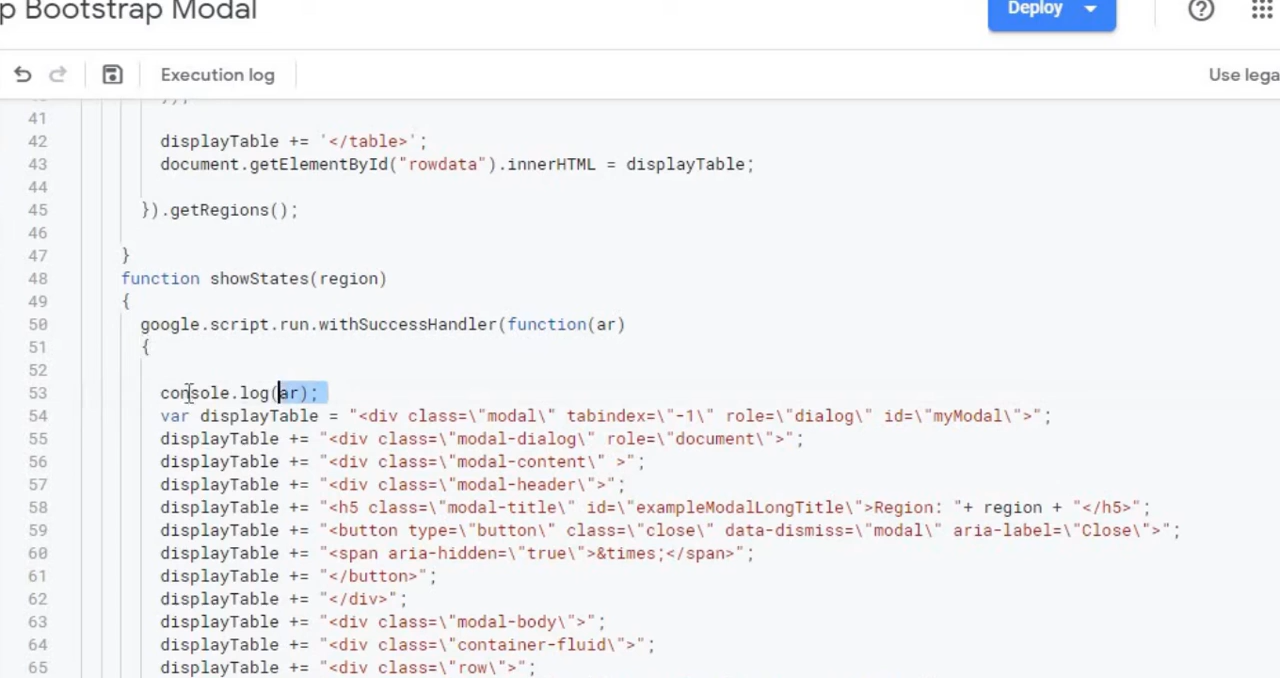 p Bootstrap Modal
Deploy
Execution log
Use lega
});
41
42 displayTable += '</table>';
43 document.getElementById("rowdata").innerHTML = displayTable;
44
45 }).getRegions();
46
47 }
48 function showStates(region)
49 {
50 google.script.run.withSuccessHandler(function(ar)
51 {
52
53 console.log(ar);
54 var displayTable = "<div class=\"modal\" tabindex=\"-1\" role=\"dialog\" id=\"myModal\">";
55 displayTable += "<div class=\"modal-dialog\" role=\"document\">";
56 displayTable += "<div class=\"modal-content\" >";
57 displayTable += "<div class=\"modal-header\">";
58 displayTable += "<h5 class=\"modal-title\" id=\"exampleModalLongTitle\">Region: "+ region + "</h5>";
59 displayTable += "<button type=\"button\" class=\"close\" data-dismiss=\"modal\" aria-label=\"Close\">";
60 displayTable += "<span aria-hidden=\"true\">&times;</span>";
61 displayTable += "</button>";
62 displayTable += "</div>";
63 displayTable += "<div class=\"modal-body\">";
64 displayTable += "<div class=\"container-fluid\">";
65 displayTable += "<div class=\"row\">";